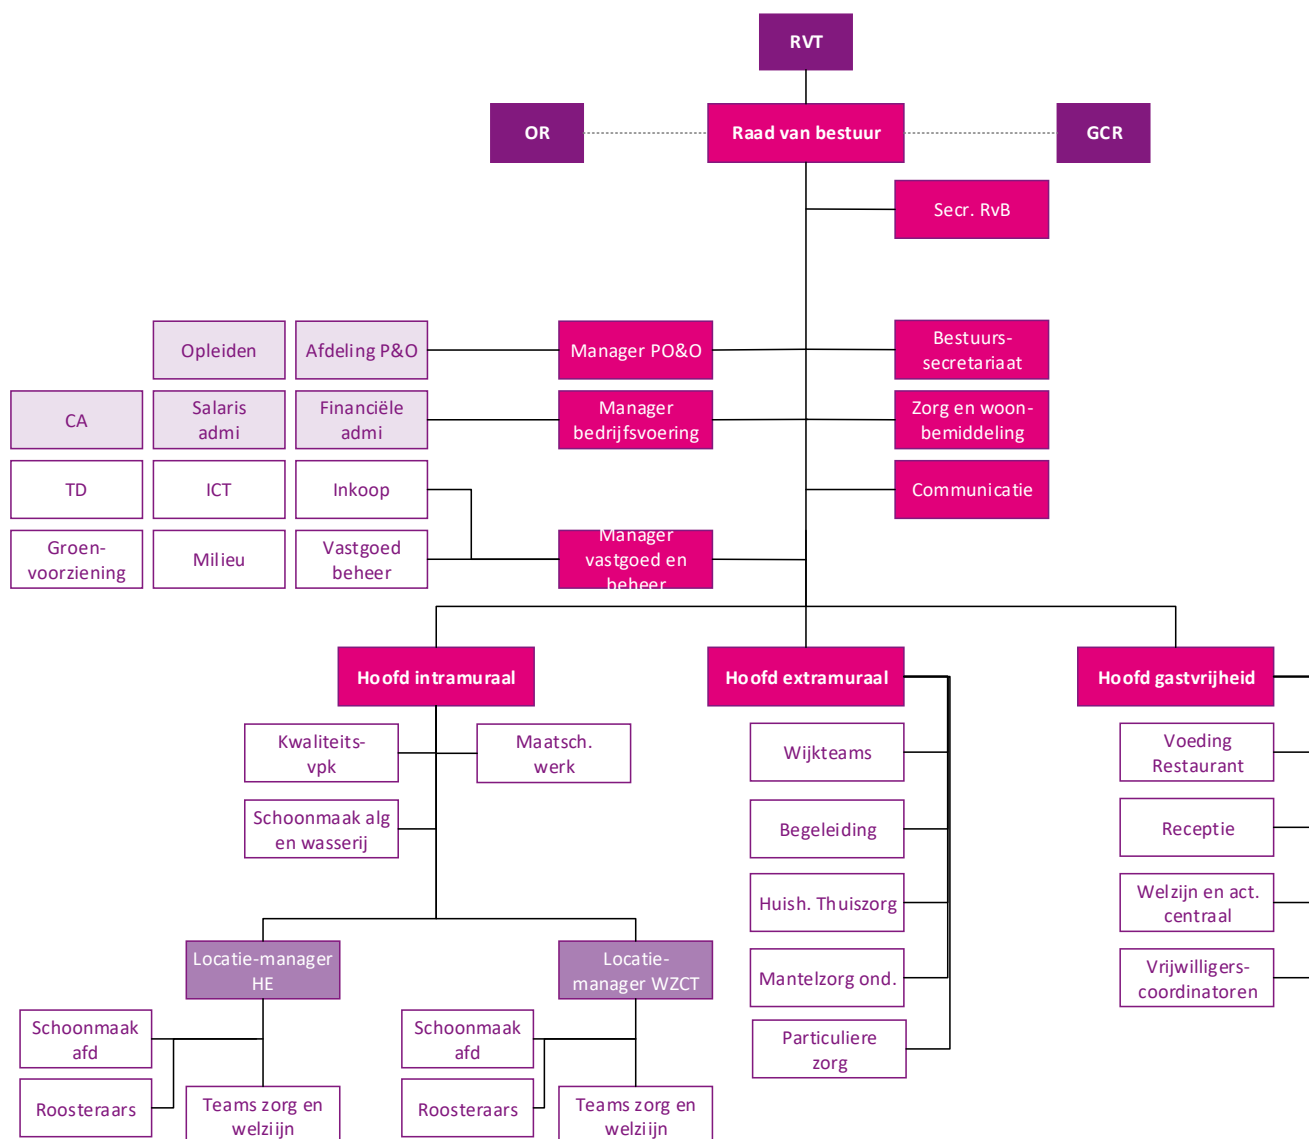 RVT
OR
Raad van bestuur
GCR
Secr. RvB
Opleiden
Afdeling P&O
Manager PO&O
Bestuurs-
secretariaat
CA
Salaris
admi
Financiële
admi
Manager
bedrijfsvoering
Zorg en woon-
bemiddeling
TD
ICT
Inkoop
Communicatie
Groen-
voorziening
Milieu
Vastgoed
beheer
Manager
vastgoed en
beheer
Hoofd intramuraal
Hoofd extramuraal
Hoofd gastvrijheid
Kwaliteits-
vpk
Maatsch.
werk
Wijkteams
Voeding
Restaurant
Schoonmaak alg
en wasserij
Begeleiding
Receptie
Huish. Thuiszorg
Welzijn en act.
centraal
Locatie-manager
HE
Locatie-
manager WZCT
Mantelzorg ond.
Vrijwilligers-
coordinatoren
Schoonmaak
afd
Schoonmaak
afd
Particuliere
zorg
Roosteraars
Teams zorg en
welziijn
Roosteraars
Teams zorg en
welziijn